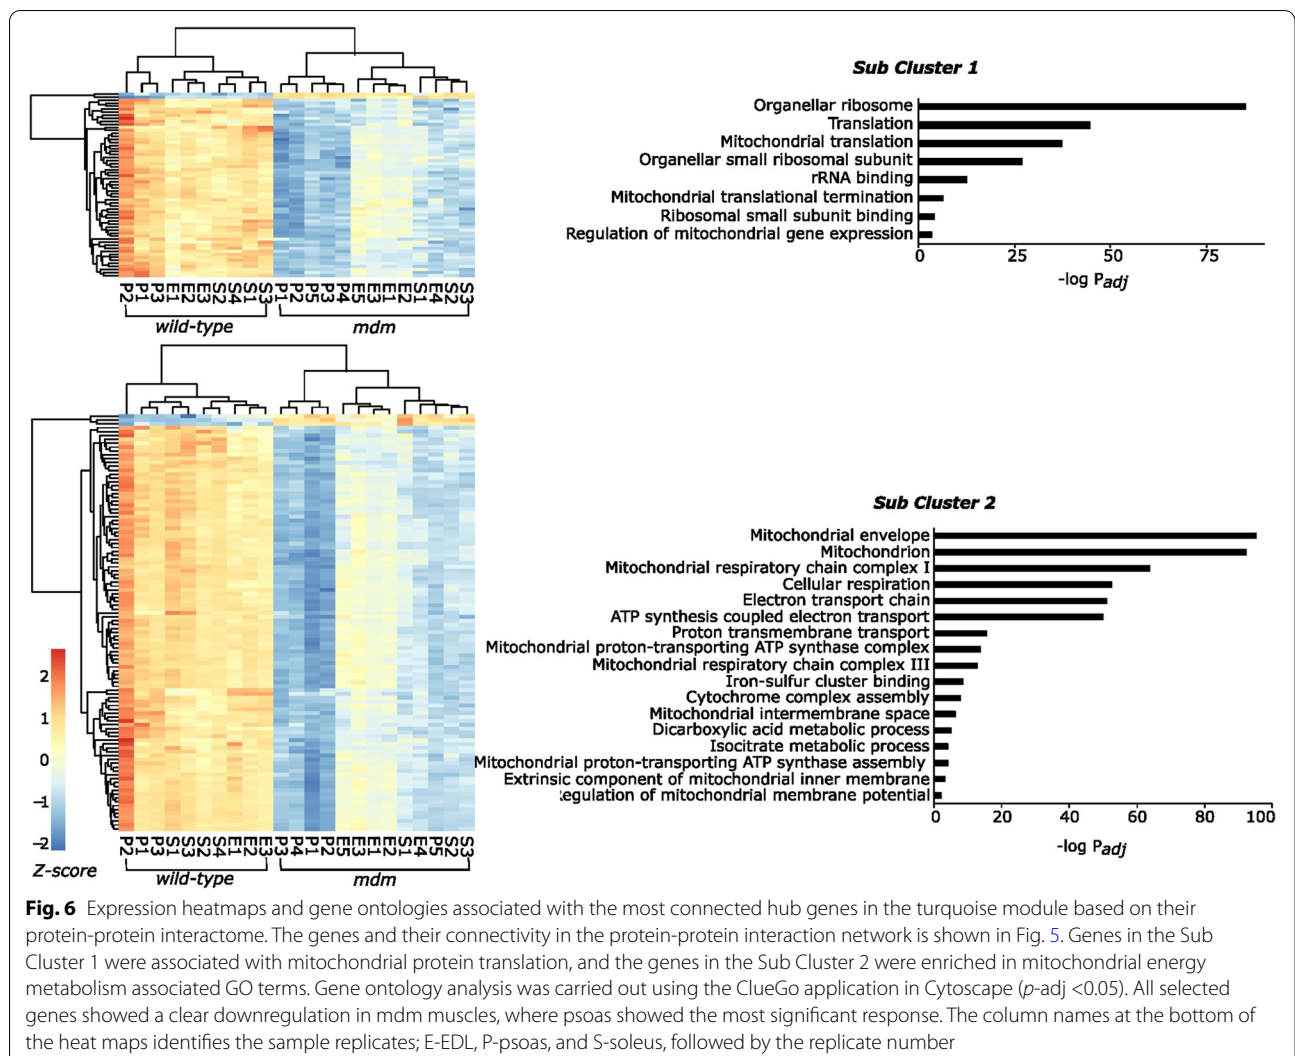 Sub Cluster 1
Organellar ribosome
Translation
Mitochondrial translation
Organellar small ribosomal subunit
rRNA binding
Mitochondrial translational termination
Ribosomal small subunit binding
Regulation of mitochondrial gene expression
0 25 50 75
-log Padj
P2 P1 P3 E1 E2 E3 S2 S4 S1 S3 P1 P2 P5 P3 P4 E5 E3 E1 E2 S1 E4 S2 S3
wild-type mdm
Sub Cluster 2
Mitochondrial envelope
Mitochondrion
Mitochondrial respiratory chain complex I
Cellular respiration
Electron transport chain
ATP synthesis coupled electron transport
Proton transmembrane transport
Mitochondrial proton-transporting ATP synthase complex
Mitochondrial respiratory chain complex III
Iron-sulfur cluster binding
Cytochrome complex assembly
Mitochondrial intermembrane space
Dicarboxylic acid metabolic process
Isocitrate metabolic process
Mitochondrial proton-transporting ATP synthase assembly
Extrinsic component of mitochondrial inner membrane
of mitochondrial membrane potential
0 20 40 60 80 100
-log Padj
2
1
0
-1
-2
Z-score
P2 P1 P3 S1 S3 S2 S4 E1 E2 E3 P3 P4 P1 P2 E5 E3 E1 E2 S1 E4 P5 S2 S3
wild-type mdm
Fig. 6 Expression heatmaps and gene ontologies associated with the most connected hub genes in the turquoise module based on their
protein-protein interactome. The genes and their connectivity in the protein-protein interaction network is shown in Fig. 5. Genes in the Sub
Cluster 1 were associated with mitochondrial protein translation, and the genes in the Sub Cluster 2 were enriched in mitochondrial energy
metabolism associated GO terms. Gene ontology analysis was carried out using the ClueGo application in Cytoscape (p-adj <0.05). All selected
genes showed a clear downregulation in mdm muscles, where psoas showed the most significant response. The column names at the bottom of
the heat maps identifies the sample replicates; E-EDL, P-psoas, and S-soleus, followed by the replicate number